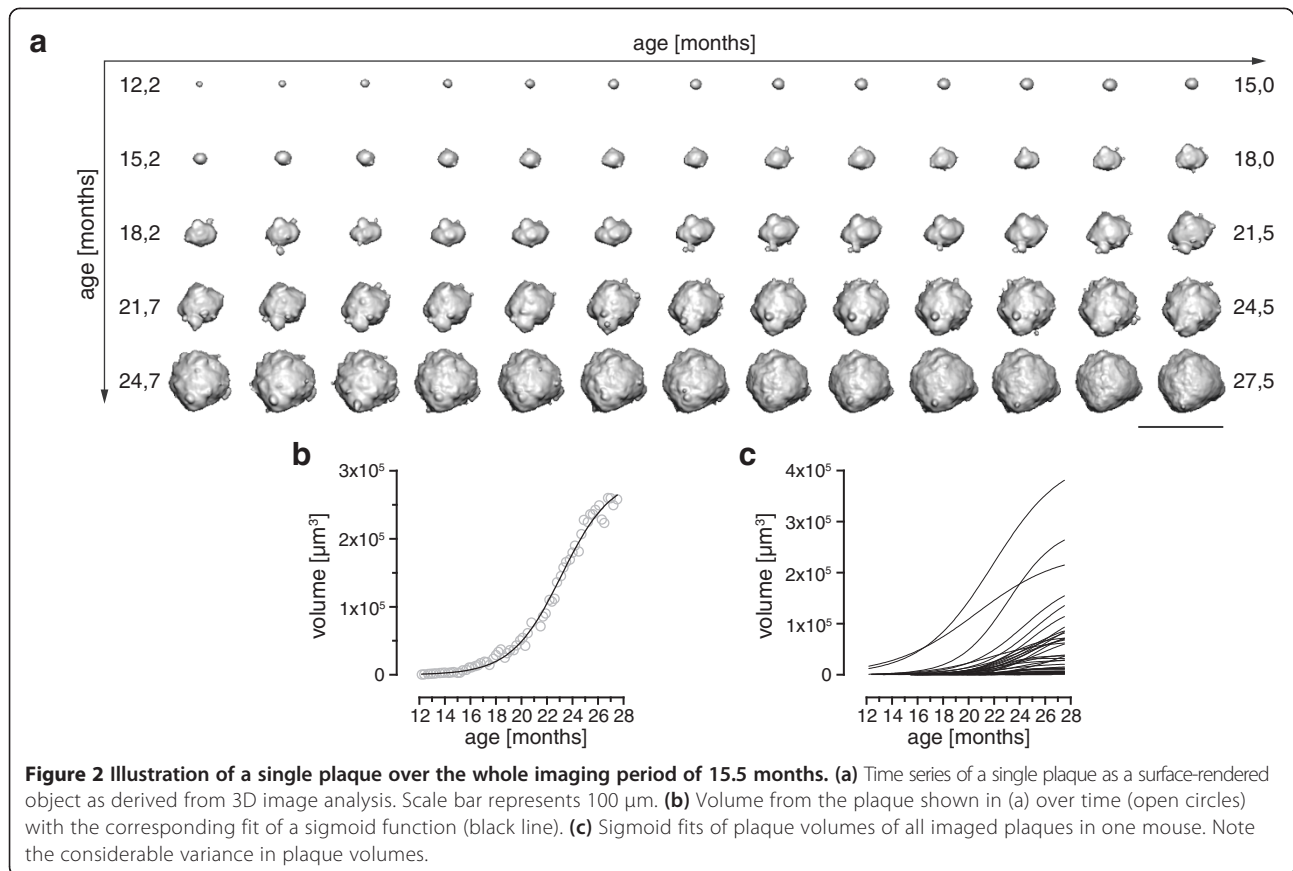 a
age [months]
age [months]
12,2 15,0
15,2 18,0
18,2 21,5
21,7 24,5
24,7 27,5
b
volume [µm³]
3x10⁵
2x10⁵
1x10⁵
0
12 14 16 18 20 22 24 26 28
age [months]
c
volume [µm³]
4x10⁵
3x10⁵
2x10⁵
1x10⁵
0
12 14 16 18 20 22 24 26 28
age [months]
Figure 2 Illustration of a single plaque over the whole imaging period of 15.5 months. (a) Time series of a single plaque as a surface-rendered
object as derived from 3D image analysis. Scale bar represents 100 μm. (b) Volume from the plaque shown in (a) over time (open circles)
with the corresponding fit of a sigmoid function (black line). (c) Sigmoid fits of plaque volumes of all imaged plaques in one mouse. Note
the considerable variance in plaque volumes.